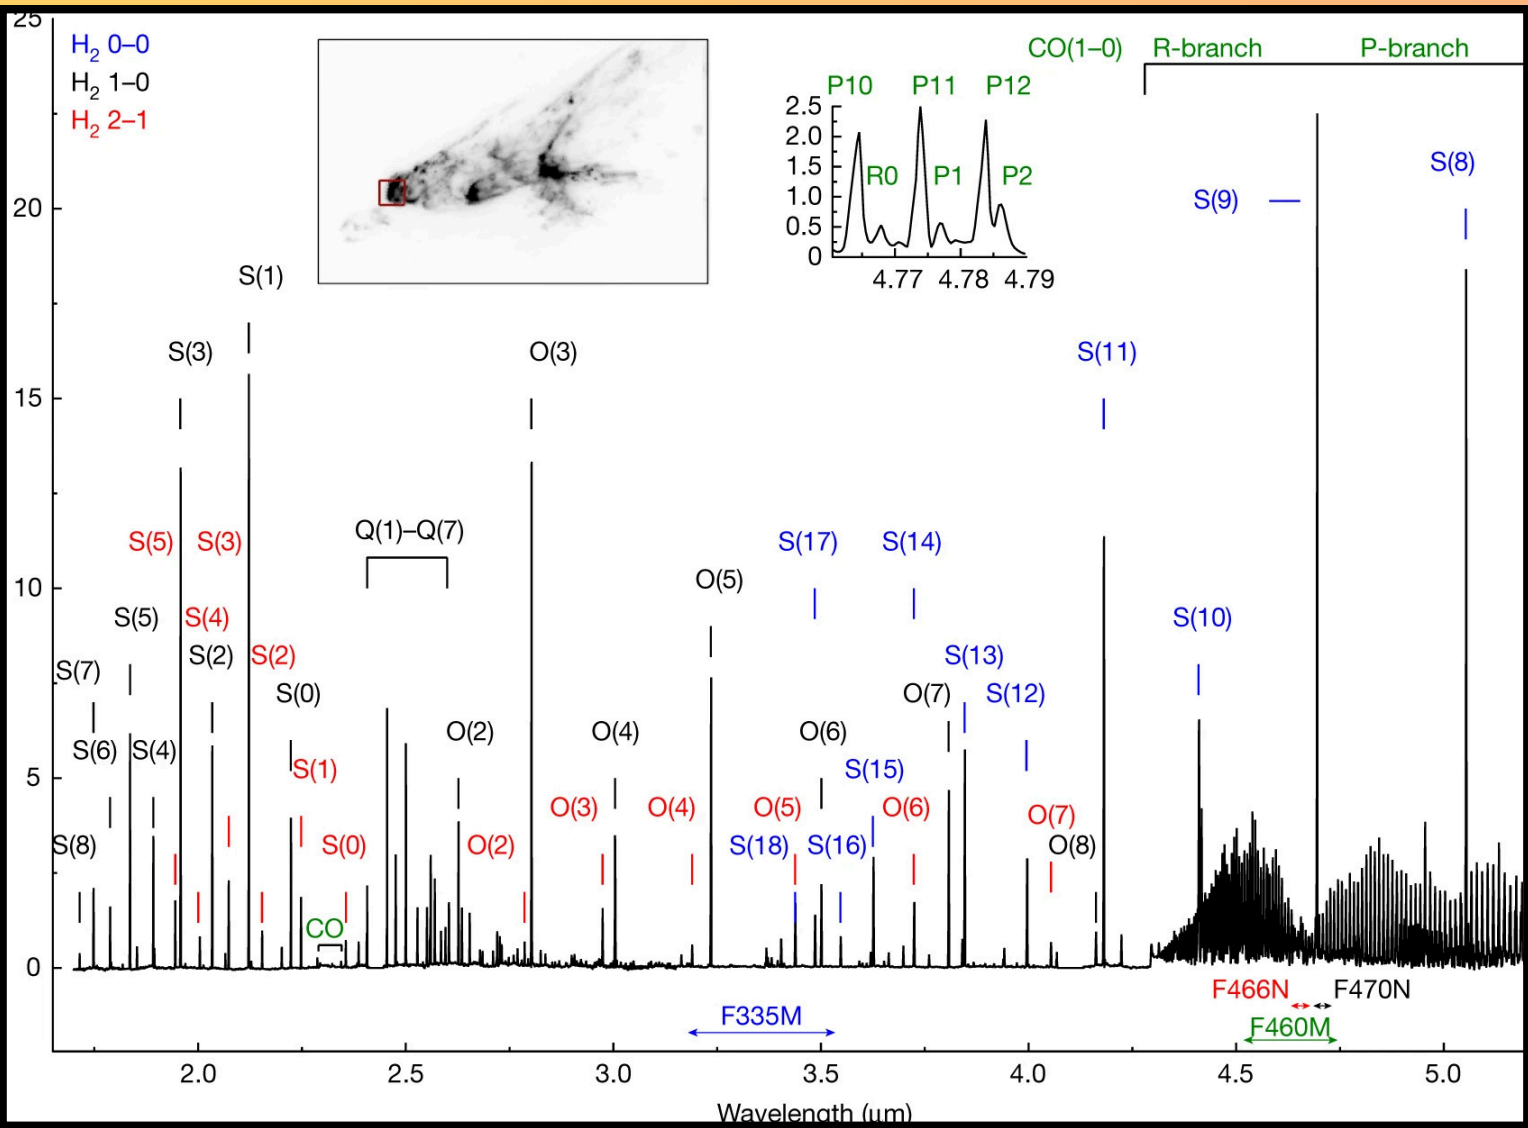 25
H2 0–0
H2 1–0
H2 2–1
CO(1–0) R-branch P-branch
P10 P11 P12
2.5
2.0
1.5
1.0
0.5
0
R0 P1 P2
4.77 4.78 4.79
S(8)
S(9)
20
S(1)
S(3) O(3) S(11)
15
S(5) S(3) Q(1)–Q(7) S(17) S(14)
10
O(5)
S(5) S(4) S(10)
S(7) S(2) S(2) S(13)
S(0) O(7) S(12)
S(6) S(4) O(2) O(4) O(6)
5
S(1) S(15)
O(3) O(4) O(5) O(6) O(7)
S(8) S(0) O(2) S(18) S(16) O(8)
CO
0
F466N F470N
F335M F460M
2.0 2.5 3.0 3.5 4.0 4.5 5.0
Wavelength (μm)